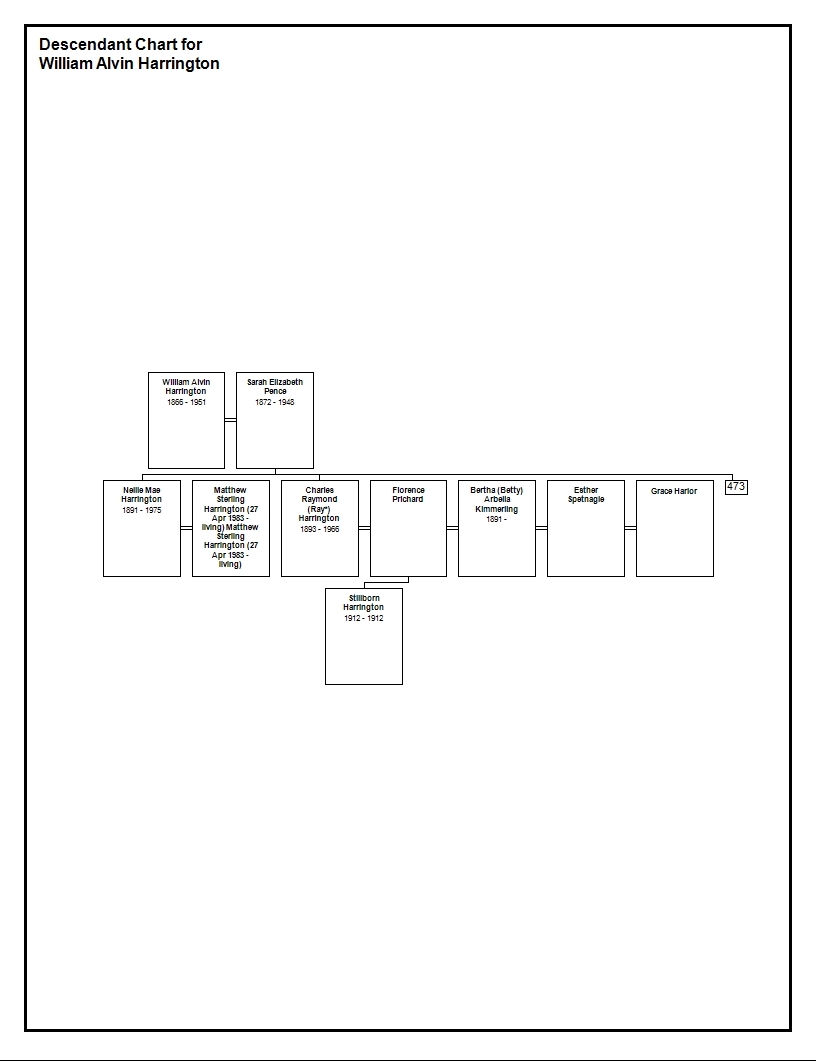 Descendant Chart for
William Alvin Harrington
William Alvin
Harrington
1866 - 1951
Sarah Elizabeth
Pence
1872 - 1948
Nellie Mae
Harrington
1891 - 1975
Matthew
Sterling
Harrington (27
Apr 1983 -
living) Matthew
Sterling
Harrington (27
Apr 1983 -
living)
Charles
Raymond
(Ray*)
Harrington
1893 - 1966
Florence
Prichard
Bertha (Betty)
Arbella
Kimmerling
1891 -
Esther
Spetnagle
Grace Harlor
473
Stillborn
Harrington
1912 - 1912